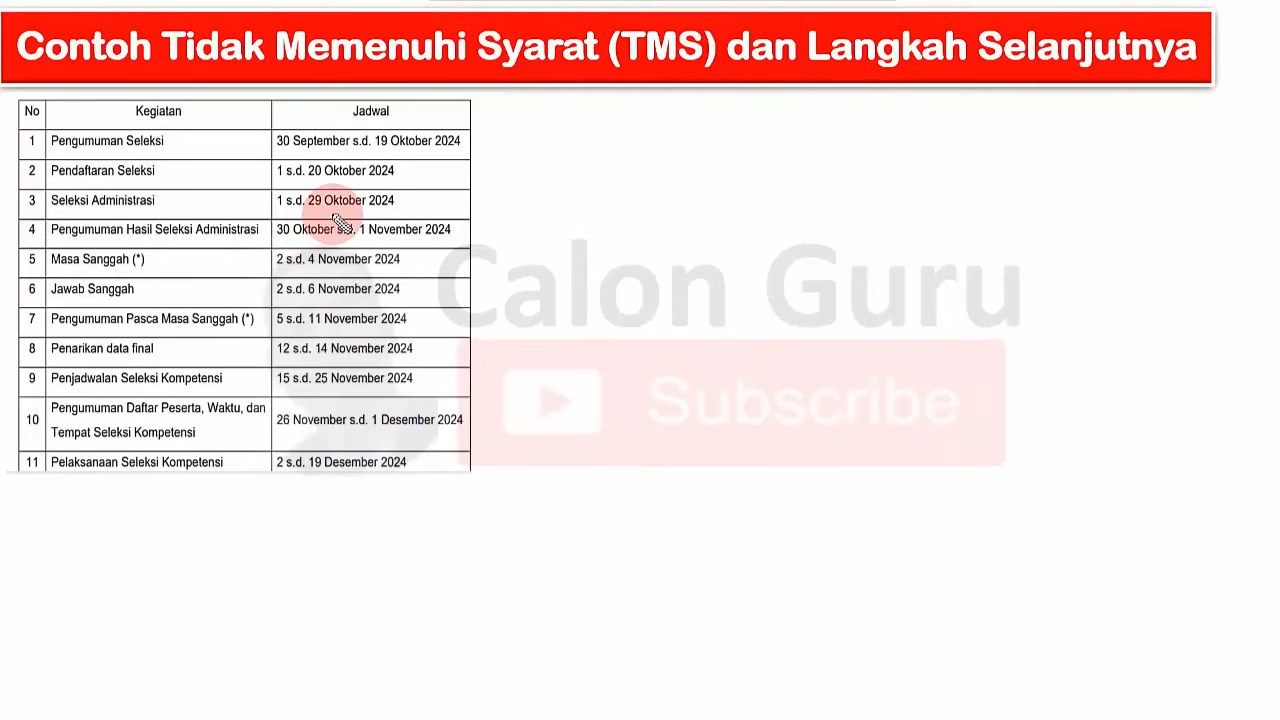 Contoh Tidak Memenuhi Syarat (TMS) dan Langkah Selanjutnya
No Kegiatan Jadwal
1 Pengumuman Seleksi 30 September s.d. 19 Oktober 2024
2 Pendaftaran Seleksi 1 s.d. 20 Oktober 2024
3 Seleksi Administrasi 1 s.d. 29 Oktober 2024
4 Pengumuman Hasil Seleksi Administrasi 30 Oktober s.d. 1 November 2024
5 Masa Sanggah (*) 2 s.d. 4 November 2024
6 Jawab Sanggah 2 s.d. 6 November 2024
7 Pengumuman Pasca Masa Sanggah (*) 5 s.d. 11 November 2024
8 Penarikan data final 12 s.d. 14 November 2024
9 Penjadwalan Seleksi Kompetensi 15 s.d. 25 November 2024
10 Pengumuman Daftar Peserta, Waktu, dan
Tempat Seleksi Kompetensi 26 November s.d. 1 Desember 2024
11 Pelaksanaan Seleksi Kompetensi 2 s.d. 19 Desember 2024
Calon Guru
Subscribe